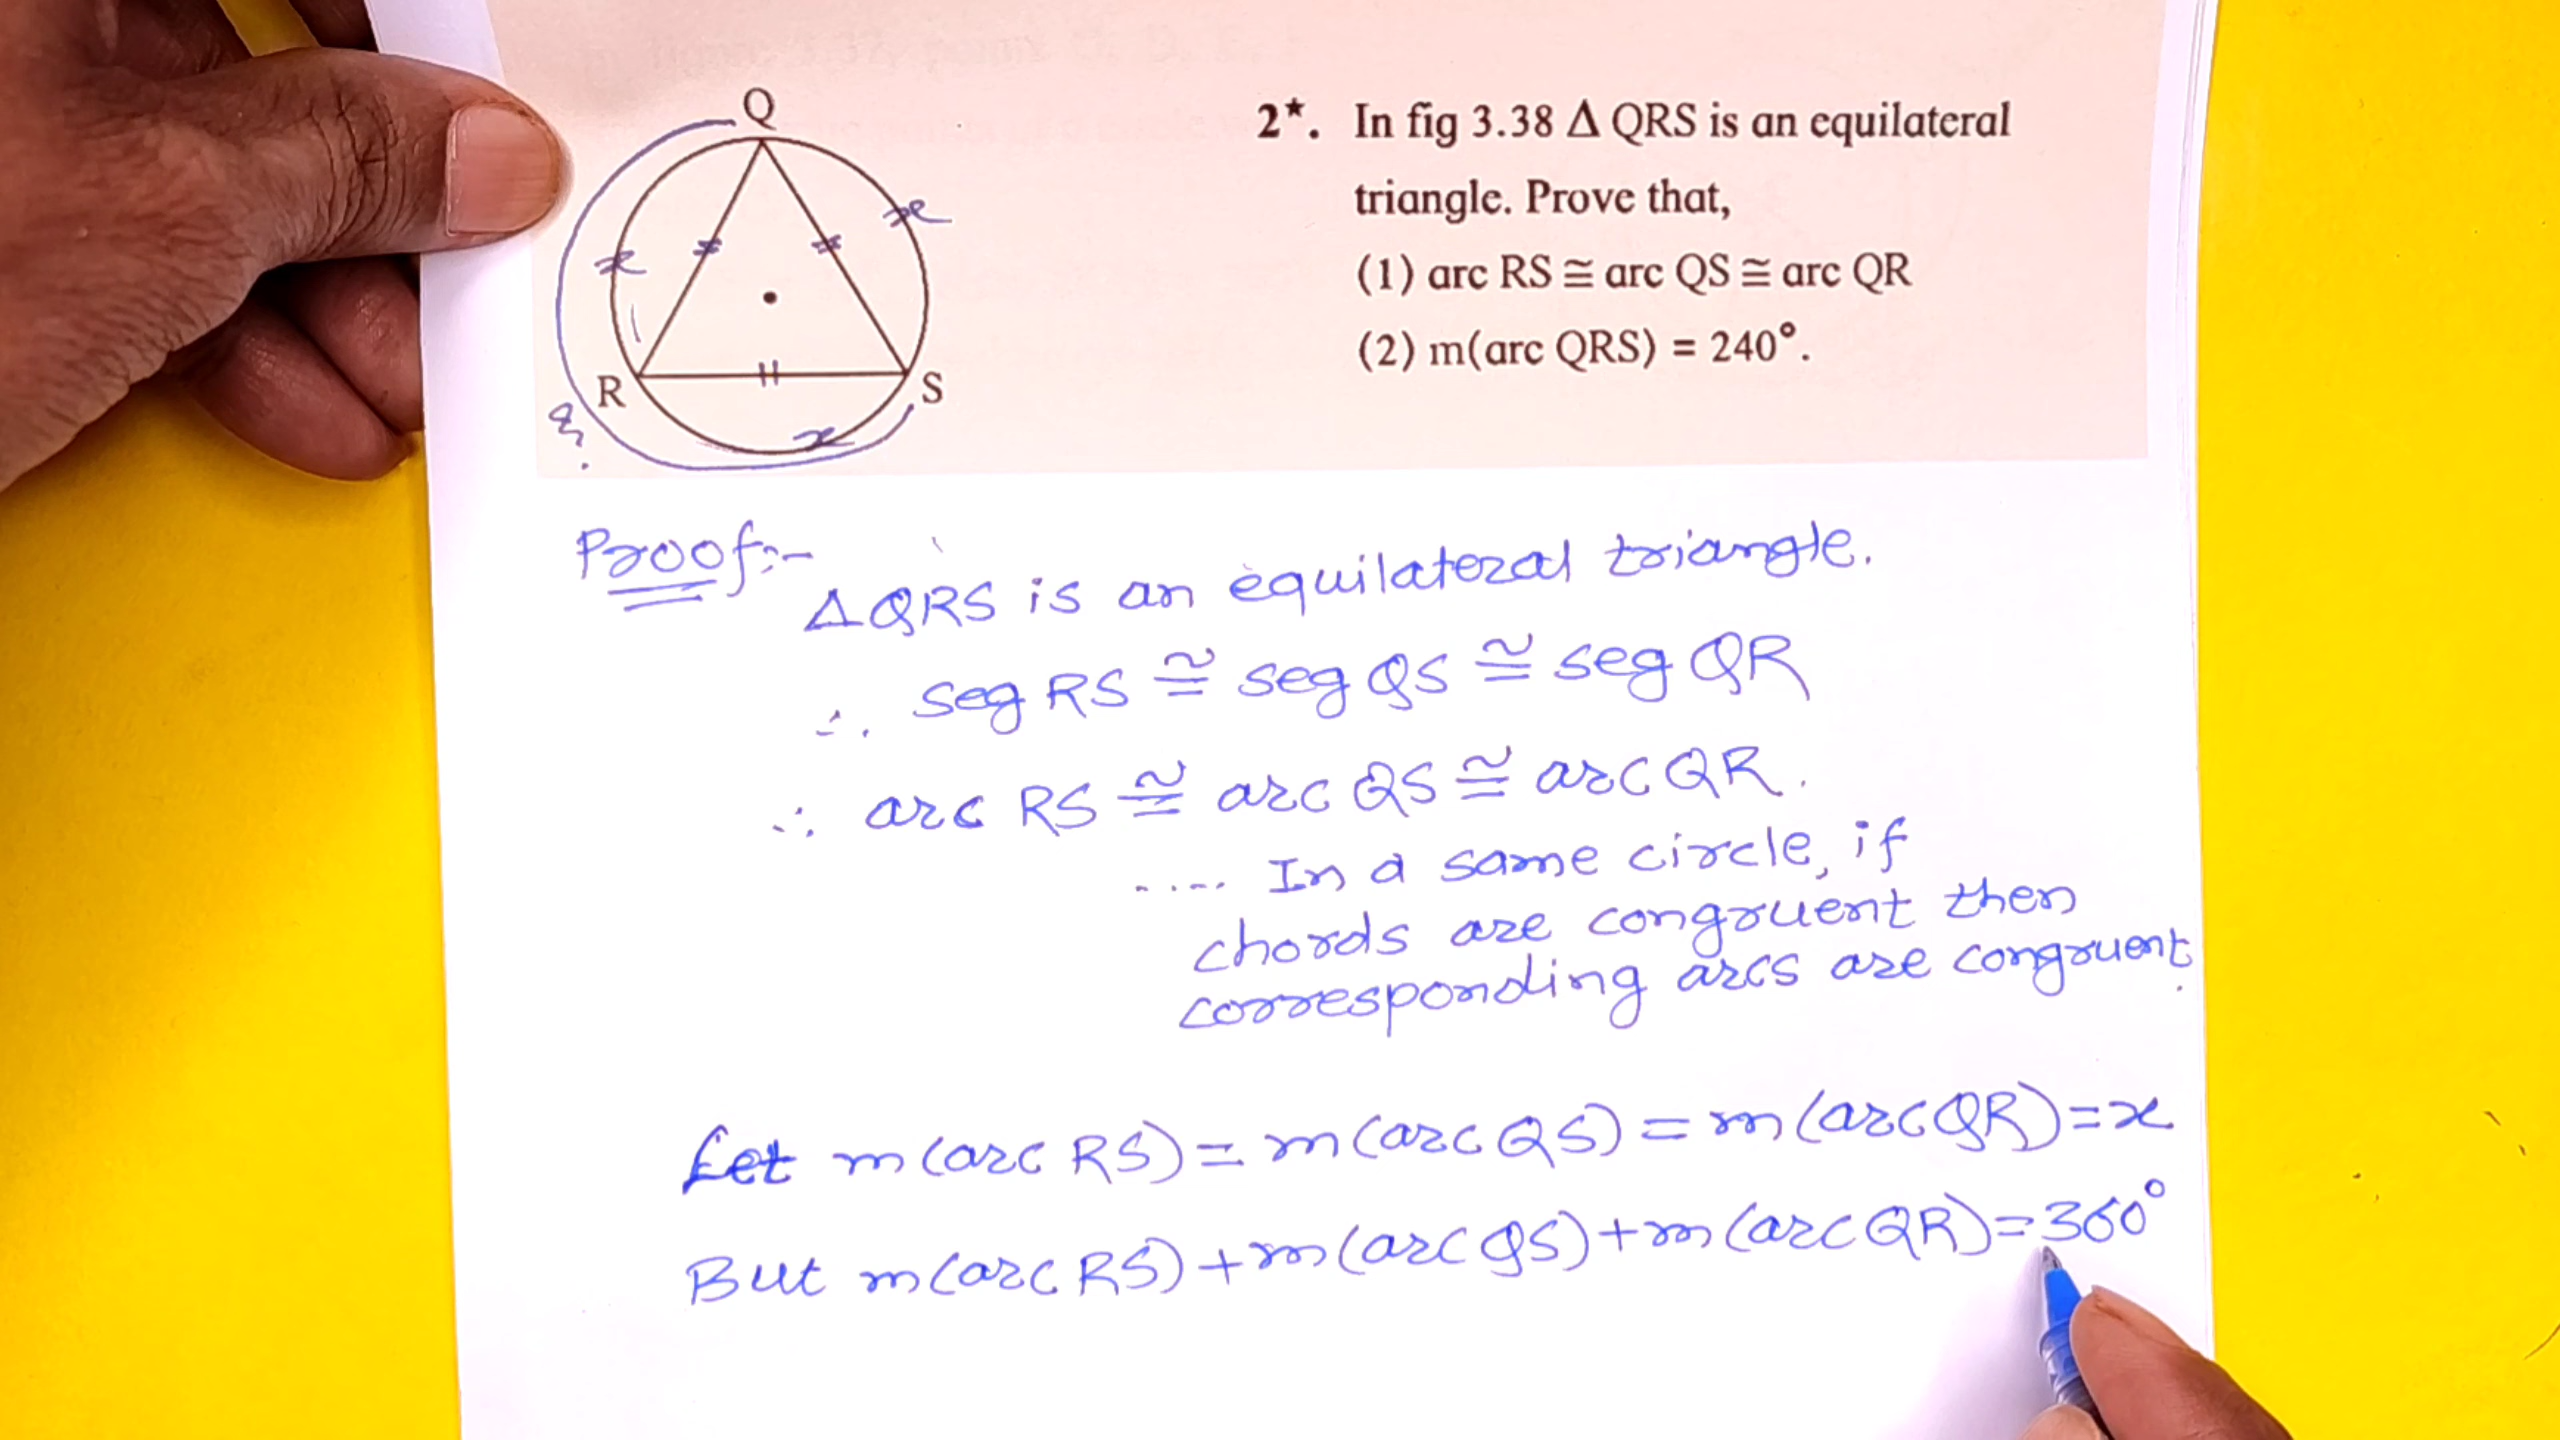 Q
R
S
x
x
x
?
2*. In fig 3.38 Δ QRS is an equilateral
triangle. Prove that,
(1) arc RS ≅ arc QS ≅ arc QR
(2) m(arc QRS) = 240°.
Proof:-
ΔQRS is an equilateral triangle.
∴ seg RS ≅ seg QS ≅ seg QR
∴ arc RS ≅ arc QS ≅ arc QR.
..... In a same circle, if
chords are congruent then
corresponding arcs are congruent.
Let m(arc RS) = m(arc QS) = m(arc QR) = x
But m(arc RS) + m(arc QS) + m(arc QR) = 360°